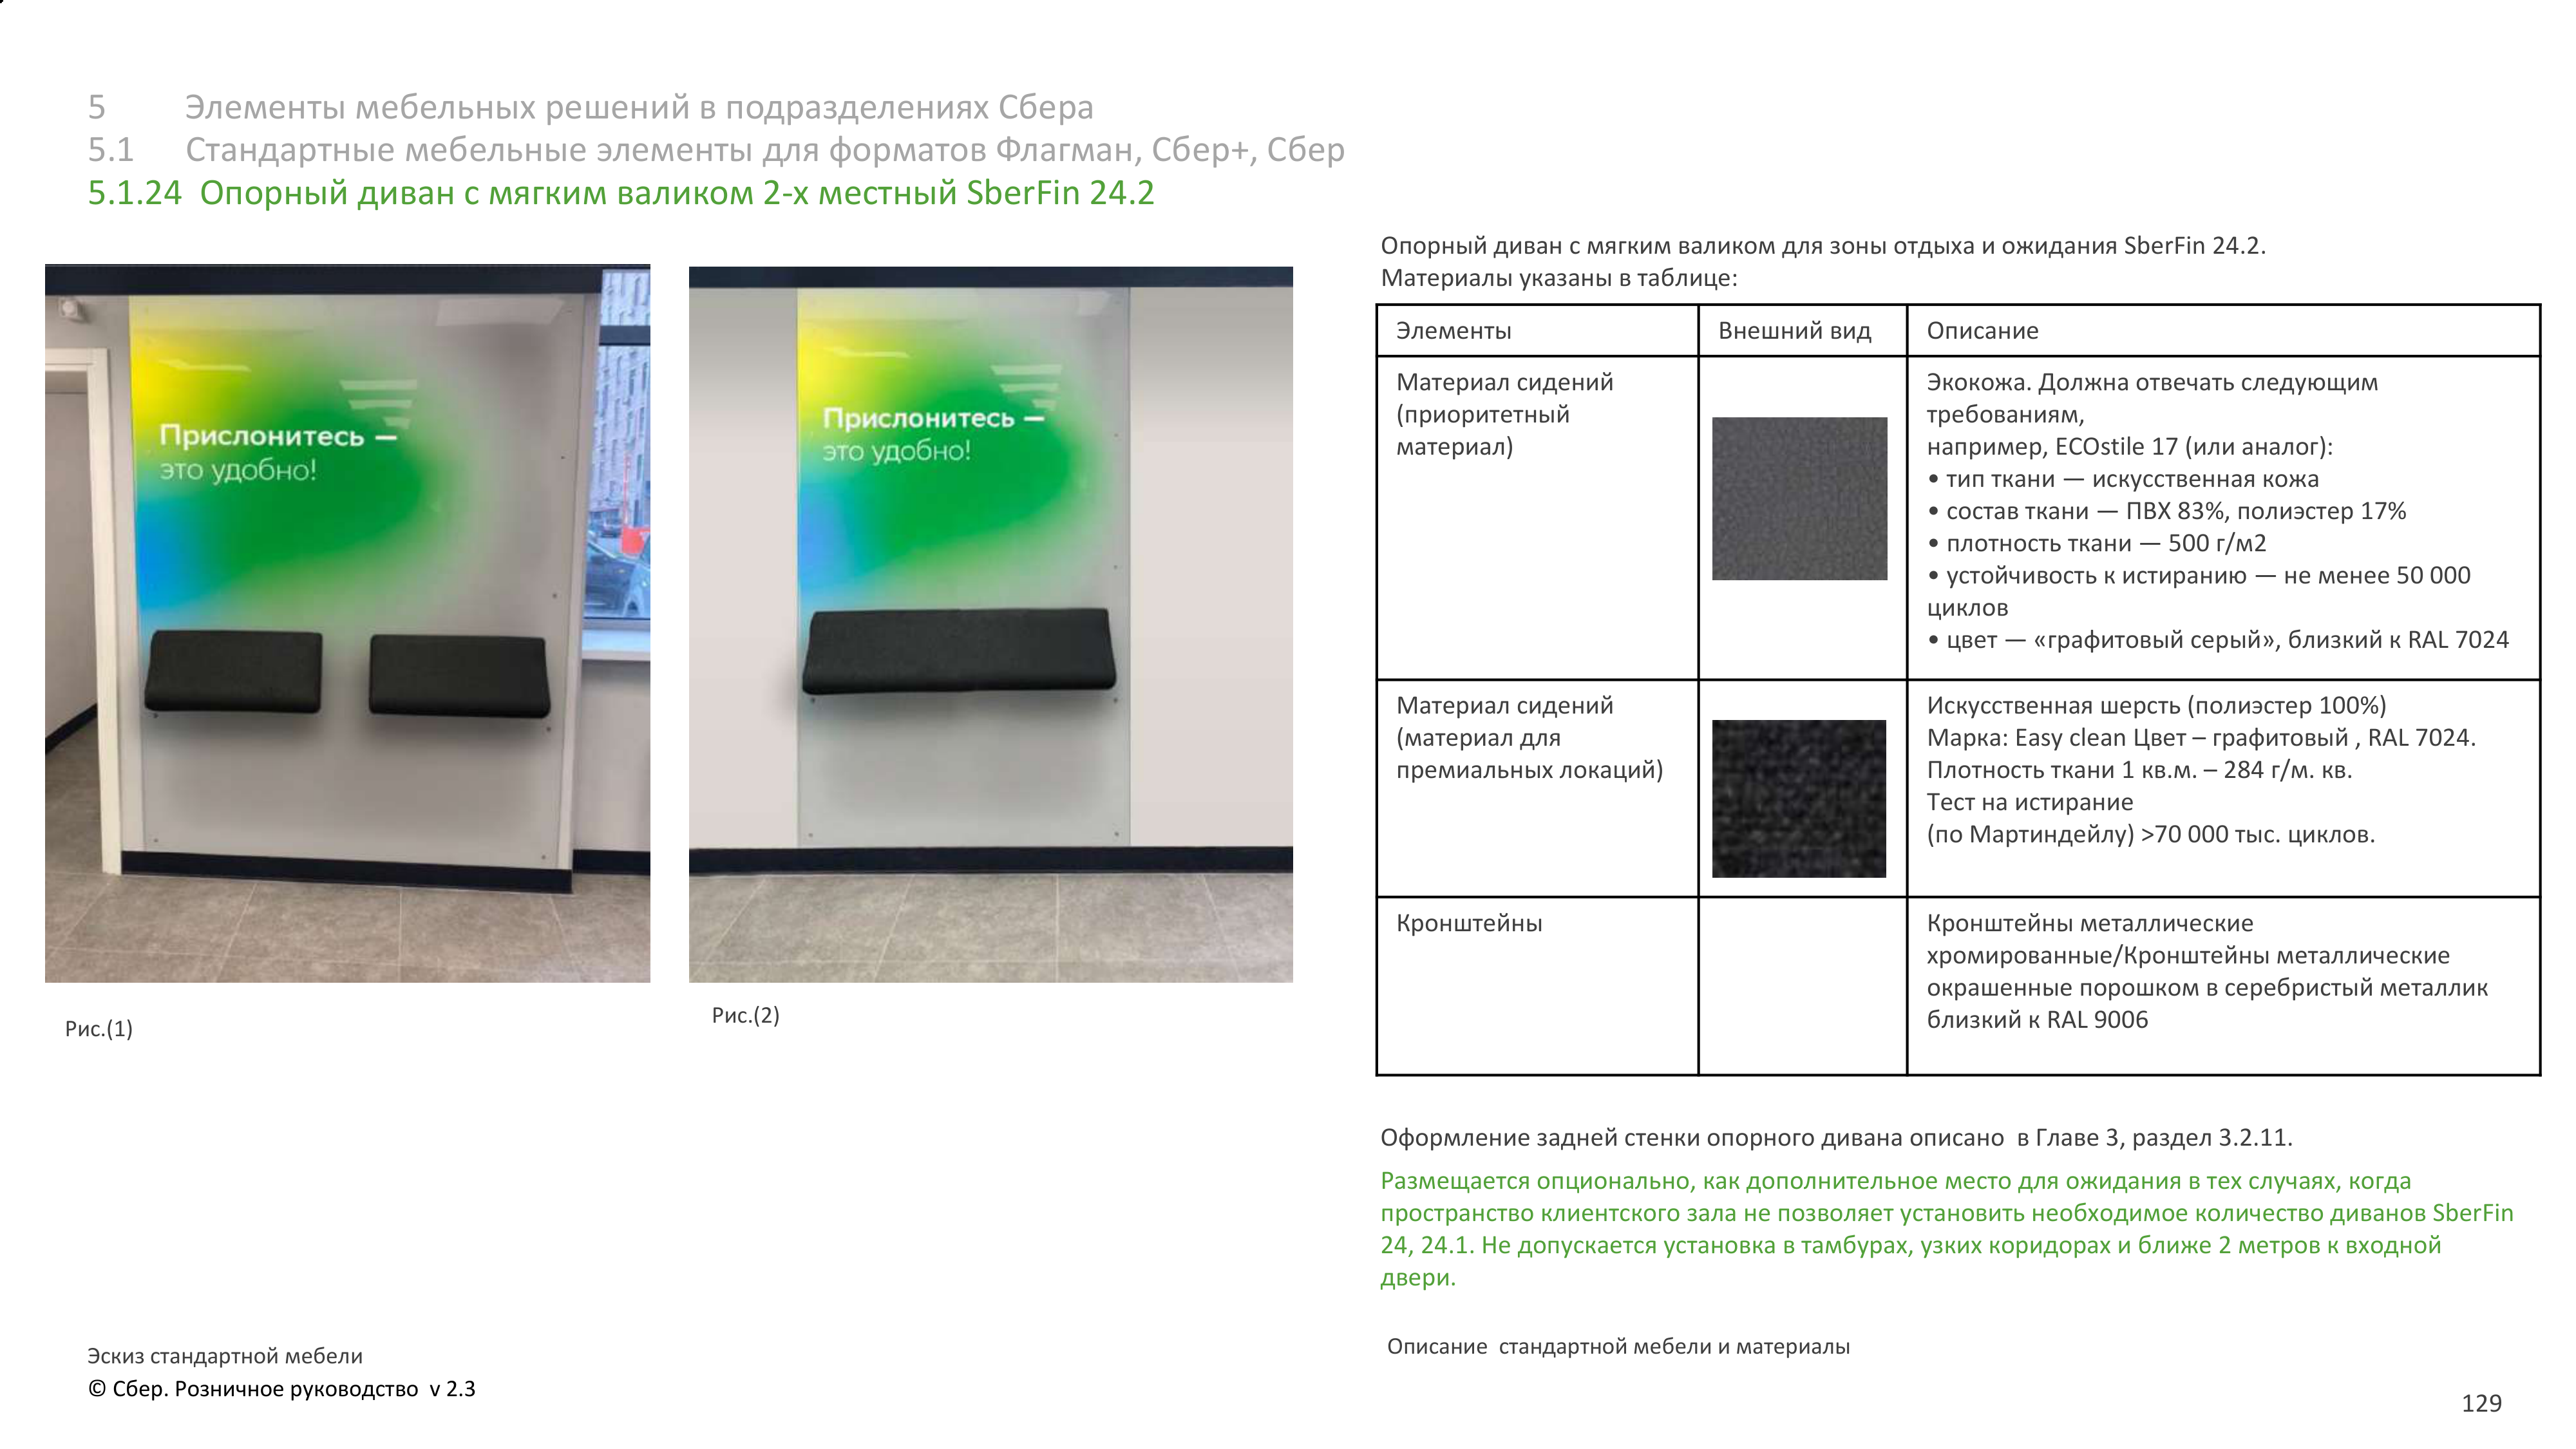 5 Элементы мебельных решений в подразделениях Сбера
5.1 Стандартные мебельные элементы для форматов Флагман, Сбер+, Сбер
5.1.24 Опорный диван с мягким валиком 2-х местный SberFin 24.2
Прислонитесь —
это удобно!
Рис.(1)
Прислонитесь —
это удобно!
Рис.(2)
Опорный диван с мягким валиком для зоны отдыха и ожидания SberFin 24.2.
Материалы указаны в таблице:
Элементы
Внешний вид
Описание
Материал сидений
(приоритетный
материал)
Экокожа. Должна отвечать следующим
требованиям,
например, ECOstile 17 (или аналог):
• тип ткани — искусственная кожа
• состав ткани — ПВХ 83%, полиэстер 17%
• плотность ткани — 500 г/м2
• устойчивость к истиранию — не менее 50 000
циклов
• цвет — «графитовый серый», близкий к RAL 7024
Материал сидений
(материал для
премиальных локаций)
Искусственная шерсть (полиэстер 100%)
Марка: Easy clean Цвет – графитовый , RAL 7024.
Плотность ткани 1 кв.м. – 284 г/м. кв.
Тест на истирание
(по Мартиндейлу) >70 000 тыс. циклов.
Кронштейны
Кронштейны металлические
хромированные/Кронштейны металлические
окрашенные порошком в серебристый металлик
близкий к RAL 9006
Оформление задней стенки опорного дивана описано в Главе 3, раздел 3.2.11.
Размещается опционально, как дополнительное место для ожидания в тех случаях, когда
пространство клиентского зала не позволяет установить необходимое количество диванов SberFin
24, 24.1. Не допускается установка в тамбурах, узких коридорах и ближе 2 метров к входной
двери.
Эскиз стандартной мебели
Описание стандартной мебели и материалы
© Сбер. Розничное руководство v 2.3
129